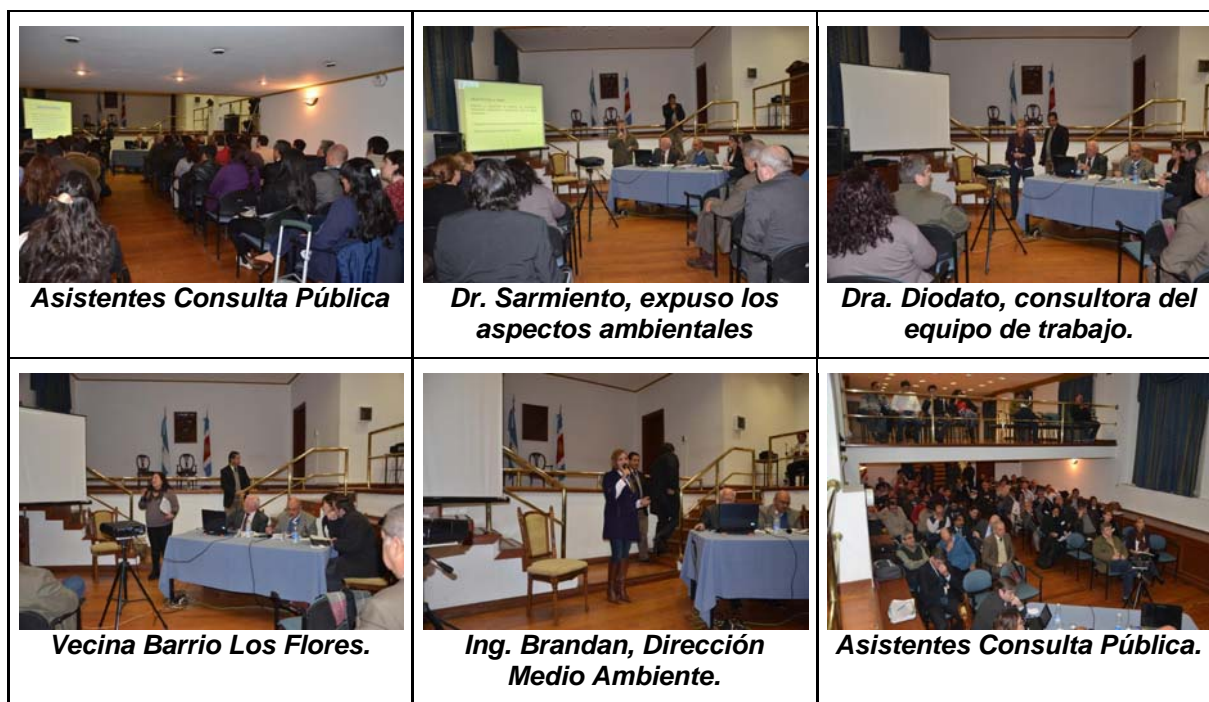 Asistentes Consulta Pública
Dr. Sarmiento, expuso los
aspectos ambientales
Dra. Diodato, consultora del
equipo de trabajo.
Vecina Barrio Los Flores.
Ing. Brandan, Dirección
Medio Ambiente.
Asistentes Consulta Pública.